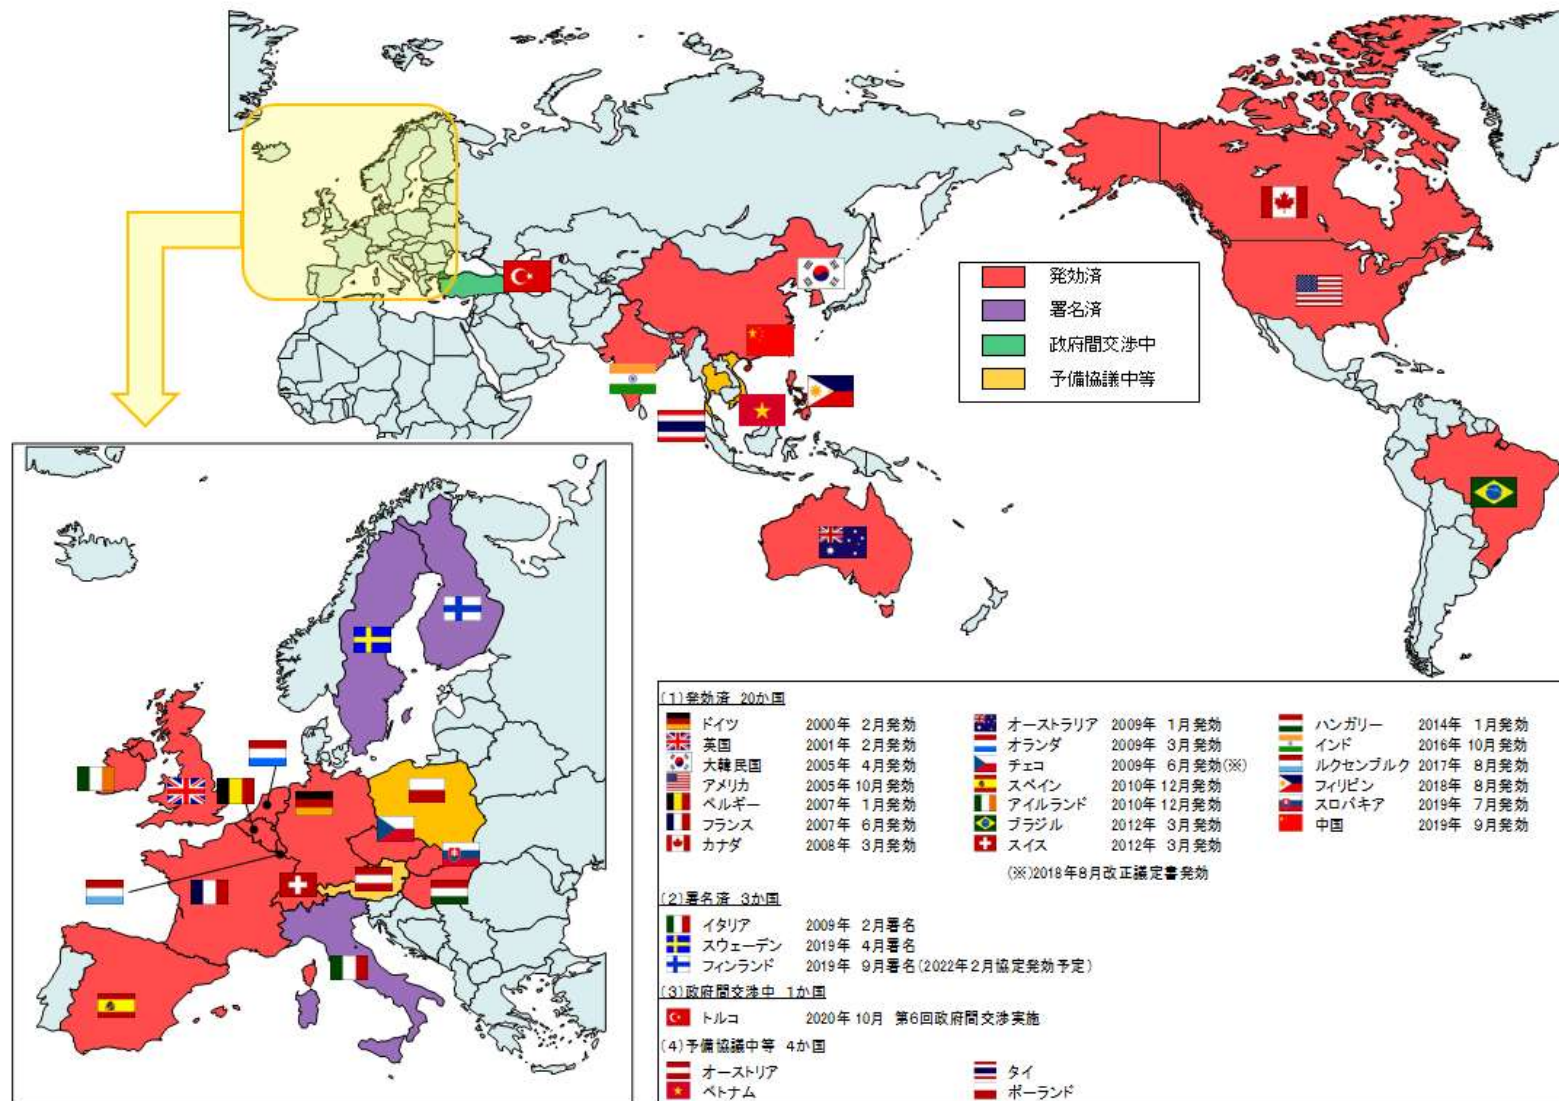 発効済
署名済
政府間交渉中
予備協議中等
(1)発効済 20か国
ドイツ 2000年 2月発効
英国 2001年 2月発効
大韓民国 2005年 4月発効
アメリカ 2005年 10月発効
ベルギー 2007年 1月発効
フランス 2007年 6月発効
カナダ 2008年 3月発効
オーストラリア 2009年 1月発効
オランダ 2009年 3月発効
チェコ 2009年 6月発効(※)
スペイン 2010年 12月発効
アイルランド 2010年 12月発効
ブラジル 2012年 3月発効
スイス 2012年 3月発効
(※)2018年8月改正議定書発効
ハンガリー 2014年 1月発効
インド 2016年 10月発効
ルクセンブルク 2017年 8月発効
フィリピン 2018年 8月発効
スロバキア 2019年 7月発効
中国 2019年 9月発効
(2)署名済 3か国
イタリア 2009年 2月署名
スウェーデン 2019年 4月署名
フィンランド 2019年 9月署名(2022年2月協定発効予定)
(3)政府間交渉中 1か国
トルコ 2020年 10月 第6回政府間交渉実施
(4)予備協議中等 4か国
オーストリア タイ
ベトナム ポーランド